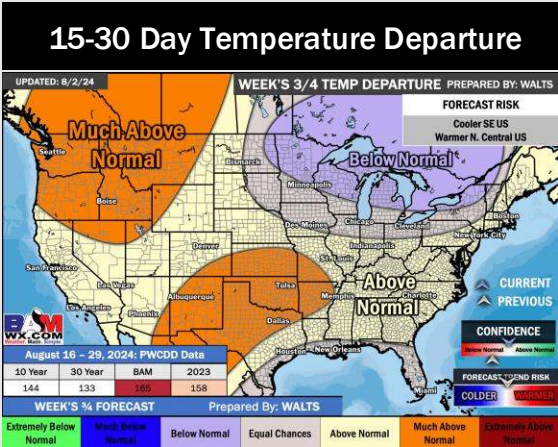 15-30 Day Temperature Departure
UPDATED: 8/2/24
WEEK'S 3/4 TEMP DEPARTURE PREPARED BY: WALTS
FORECAST RISK
Cooler SE US
Warmer N. Central US
Much Above
Normal
Below Normal
Seattle
Bismarck
Minneapolis
Boise
Boston
Des Moines
Chicago
Cleveland
New York City
Indianapolis
Denver
St. Louis
San Francisco
Las Vegas
Tulsa
Above
Normal
Los Angeles
Albuquerque
Memphis
Charlotte
Phoenix
Dallas
CURRENT
PREVIOUS
Houston
New Orleans
Miami
BAM
WX.COM
Weather Made Simple
CONFIDENCE
Below Normal
Above Normal
August 16 – 29, 2024: PWCDD Data
10 Year 30 Year BAM 2023
144 133 165 158
FORECAST TREND RISK
COLDER WARMER
WEEK'S ¾ FORECAST Prepared By: WALTS
Extremely Below Normal
Much Below Normal
Below Normal
Equal Chances
Above Normal
Much Above Normal
Extremely Above Normal